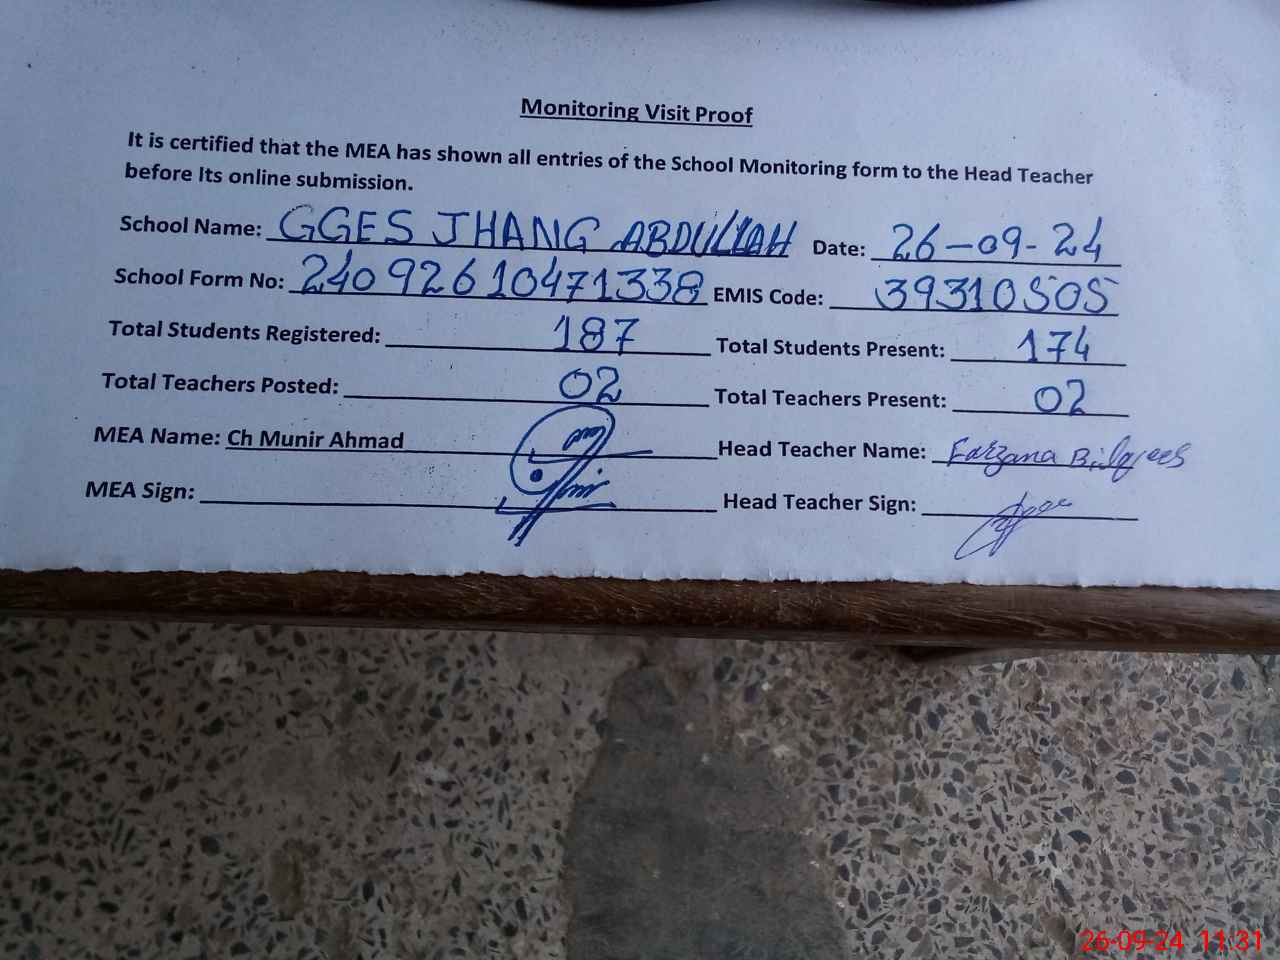 Monitoring Visit Proof
It is certified that the MEA has shown all entries of the School Monitoring form to the Head Teacher
before Its online submission.
School Name: GGES JHANG ABDULLAH Date: 26-09-24
School Form No: 24092610471338 EMIS Code: 39310505
Total Students Registered: 187 Total Students Present: 174
Total Teachers Posted: 02 Total Teachers Present: 02
MEA Name: Ch Munir Ahmad Head Teacher Name: Farzana Bilqees
MEA Sign: Head Teacher Sign:
26-09-24 11:31